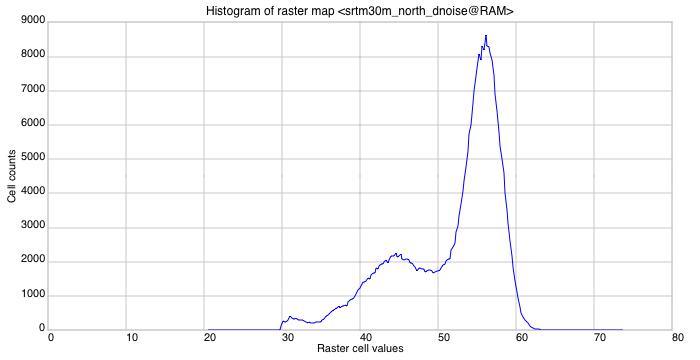 Histogram of raster map <srtm30m_north_dnoise@RAM>
9000
8000
7000
6000
5000
4000
3000
2000
1000
0
Cell counts
0 10 20 30 40 50 60 70 80
Raster cell values